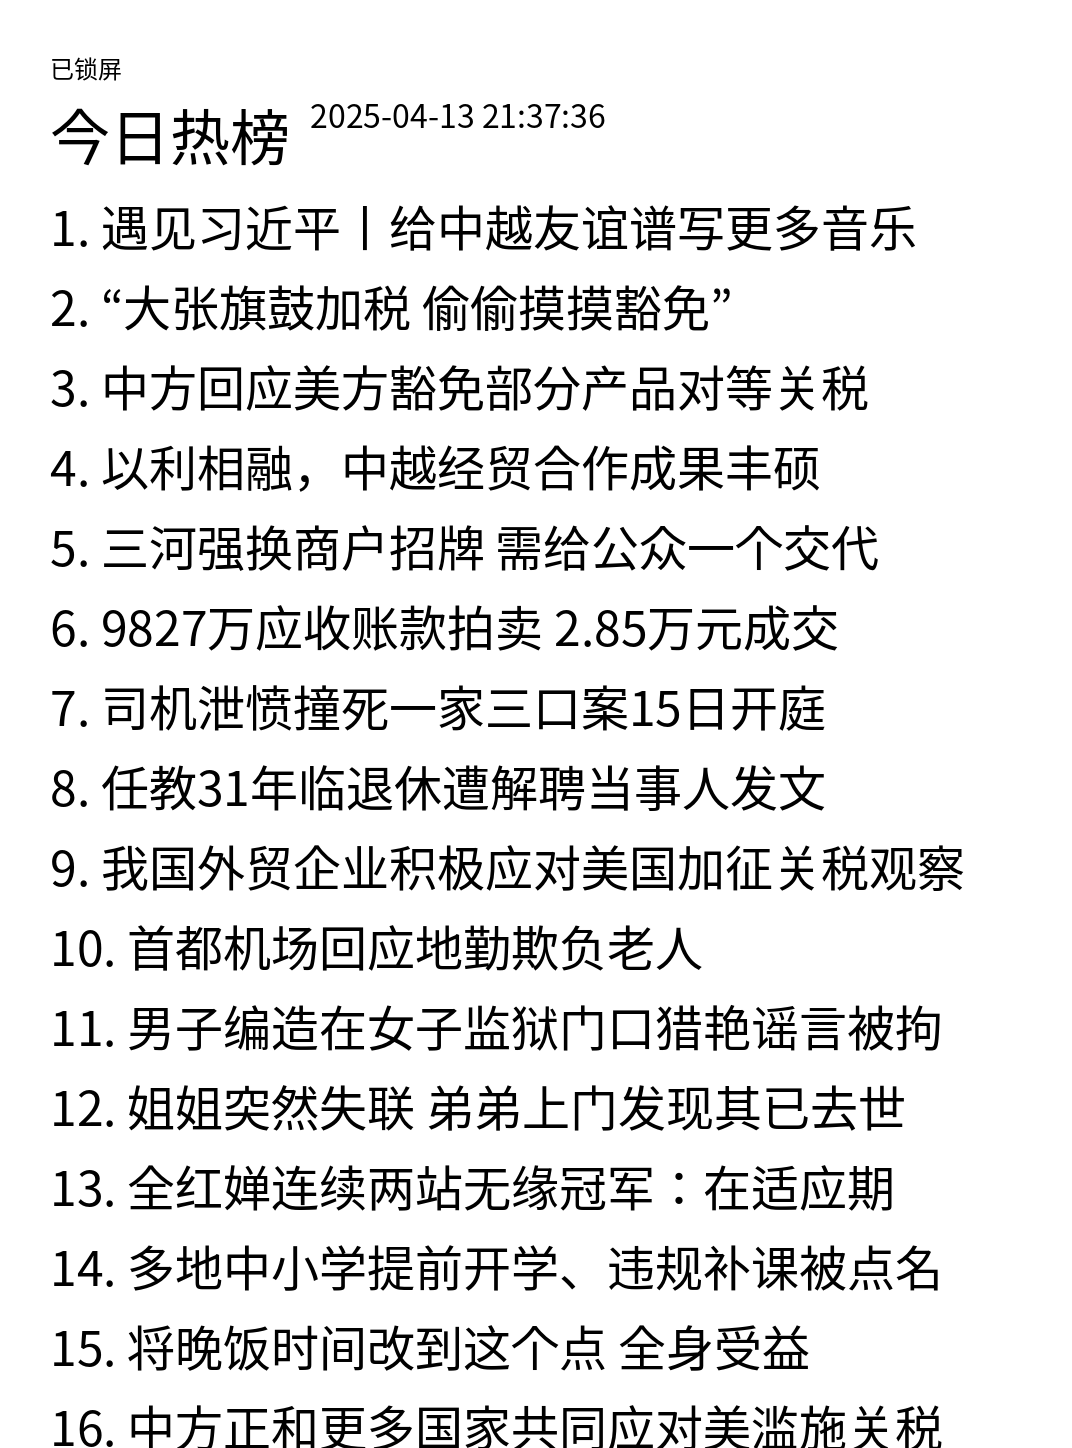 已锁屏
今日热榜 2025-04-13 21:37:36
1. 遇见习近平丨给中越友谊谱写更多音乐
2. “大张旗鼓加税 偷偷摸摸豁免”
3. 中方回应美方豁免部分产品对等关税
4. 以利相融，中越经贸合作成果丰硕
5. 三河强换商户招牌 需给公众一个交代
6. 9827万应收账款拍卖 2.85万元成交
7. 司机泄愤撞死一家三口案15日开庭
8. 任教31年临退休遭解聘当事人发文
9. 我国外贸企业积极应对美国加征关税观察
10. 首都机场回应地勤欺负老人
11. 男子编造在女子监狱门口猎艳谣言被拘
12. 姐姐突然失联 弟弟上门发现其已去世
13. 全红婵连续两站无缘冠军：在适应期
14. 多地中小学提前开学、违规补课被点名
15. 将晚饭时间改到这个点 全身受益
16. 中方正和更多国家共同应对美滥施关税